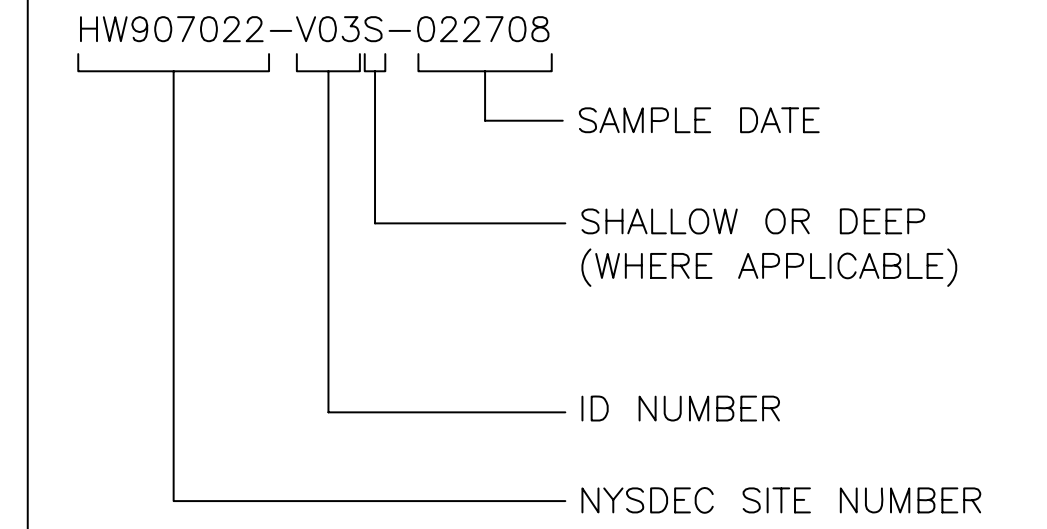 HW907022-V03S-022708
SAMPLE DATE
SHALLOW OR DEEP
(WHERE APPLICABLE)
ID NUMBER
NYSDEC SITE NUMBER